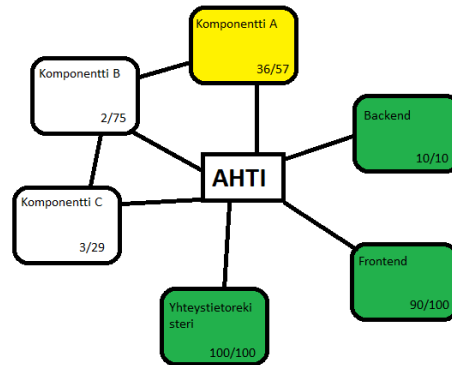 Komponentti A
36/57
Komponentti B
2/75
Backend
10/10
AHTI
Komponentti C
3/29
Frontend
90/100
Yhteystietoreki
steri
100/100